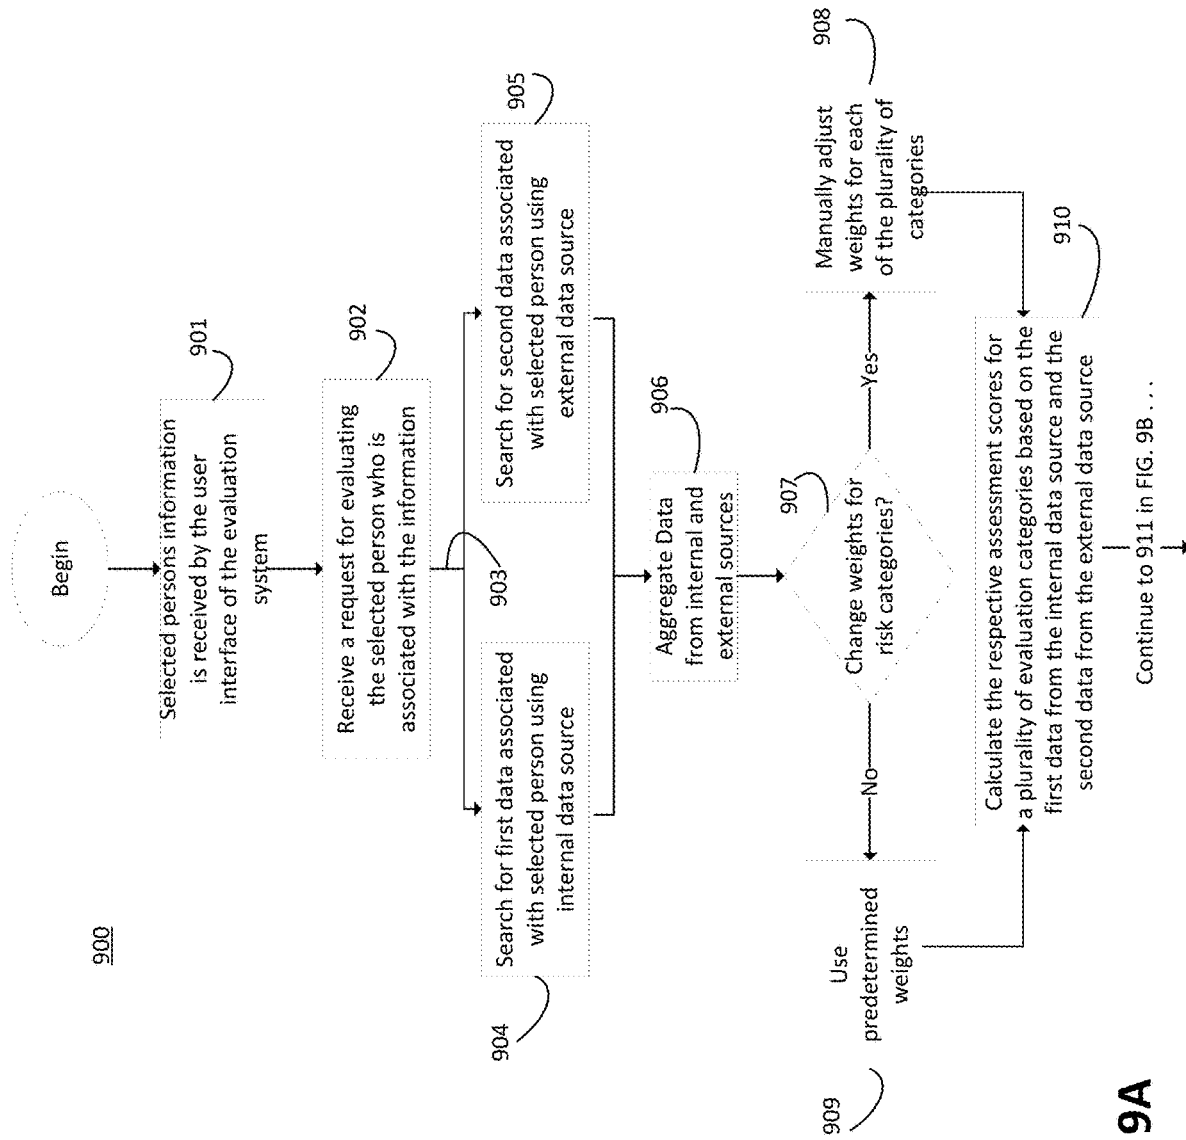 900
Begin
901
Selected persons information
is received by the user
interface of the evaluation
system
902
Receive a request for evaluating
the selected person who is
associated with the information
903
904
Search for first data associated
with selected person using
internal data source
905
Search for second data associated
with selected person using
external data source
906
Aggregate Data
from internal and
external sources
907
Change weights for
risk categories?
No
Yes
908
Manually adjust
weights for each
of the plurality of
categories
909
Use
predetermined
weights
910
Calculate the respective assessment scores for
a plurality of evaluation categories based on the
first data from the internal data source and the
second data from the external data source
Continue to 911 in FIG. 9B . . .
9A